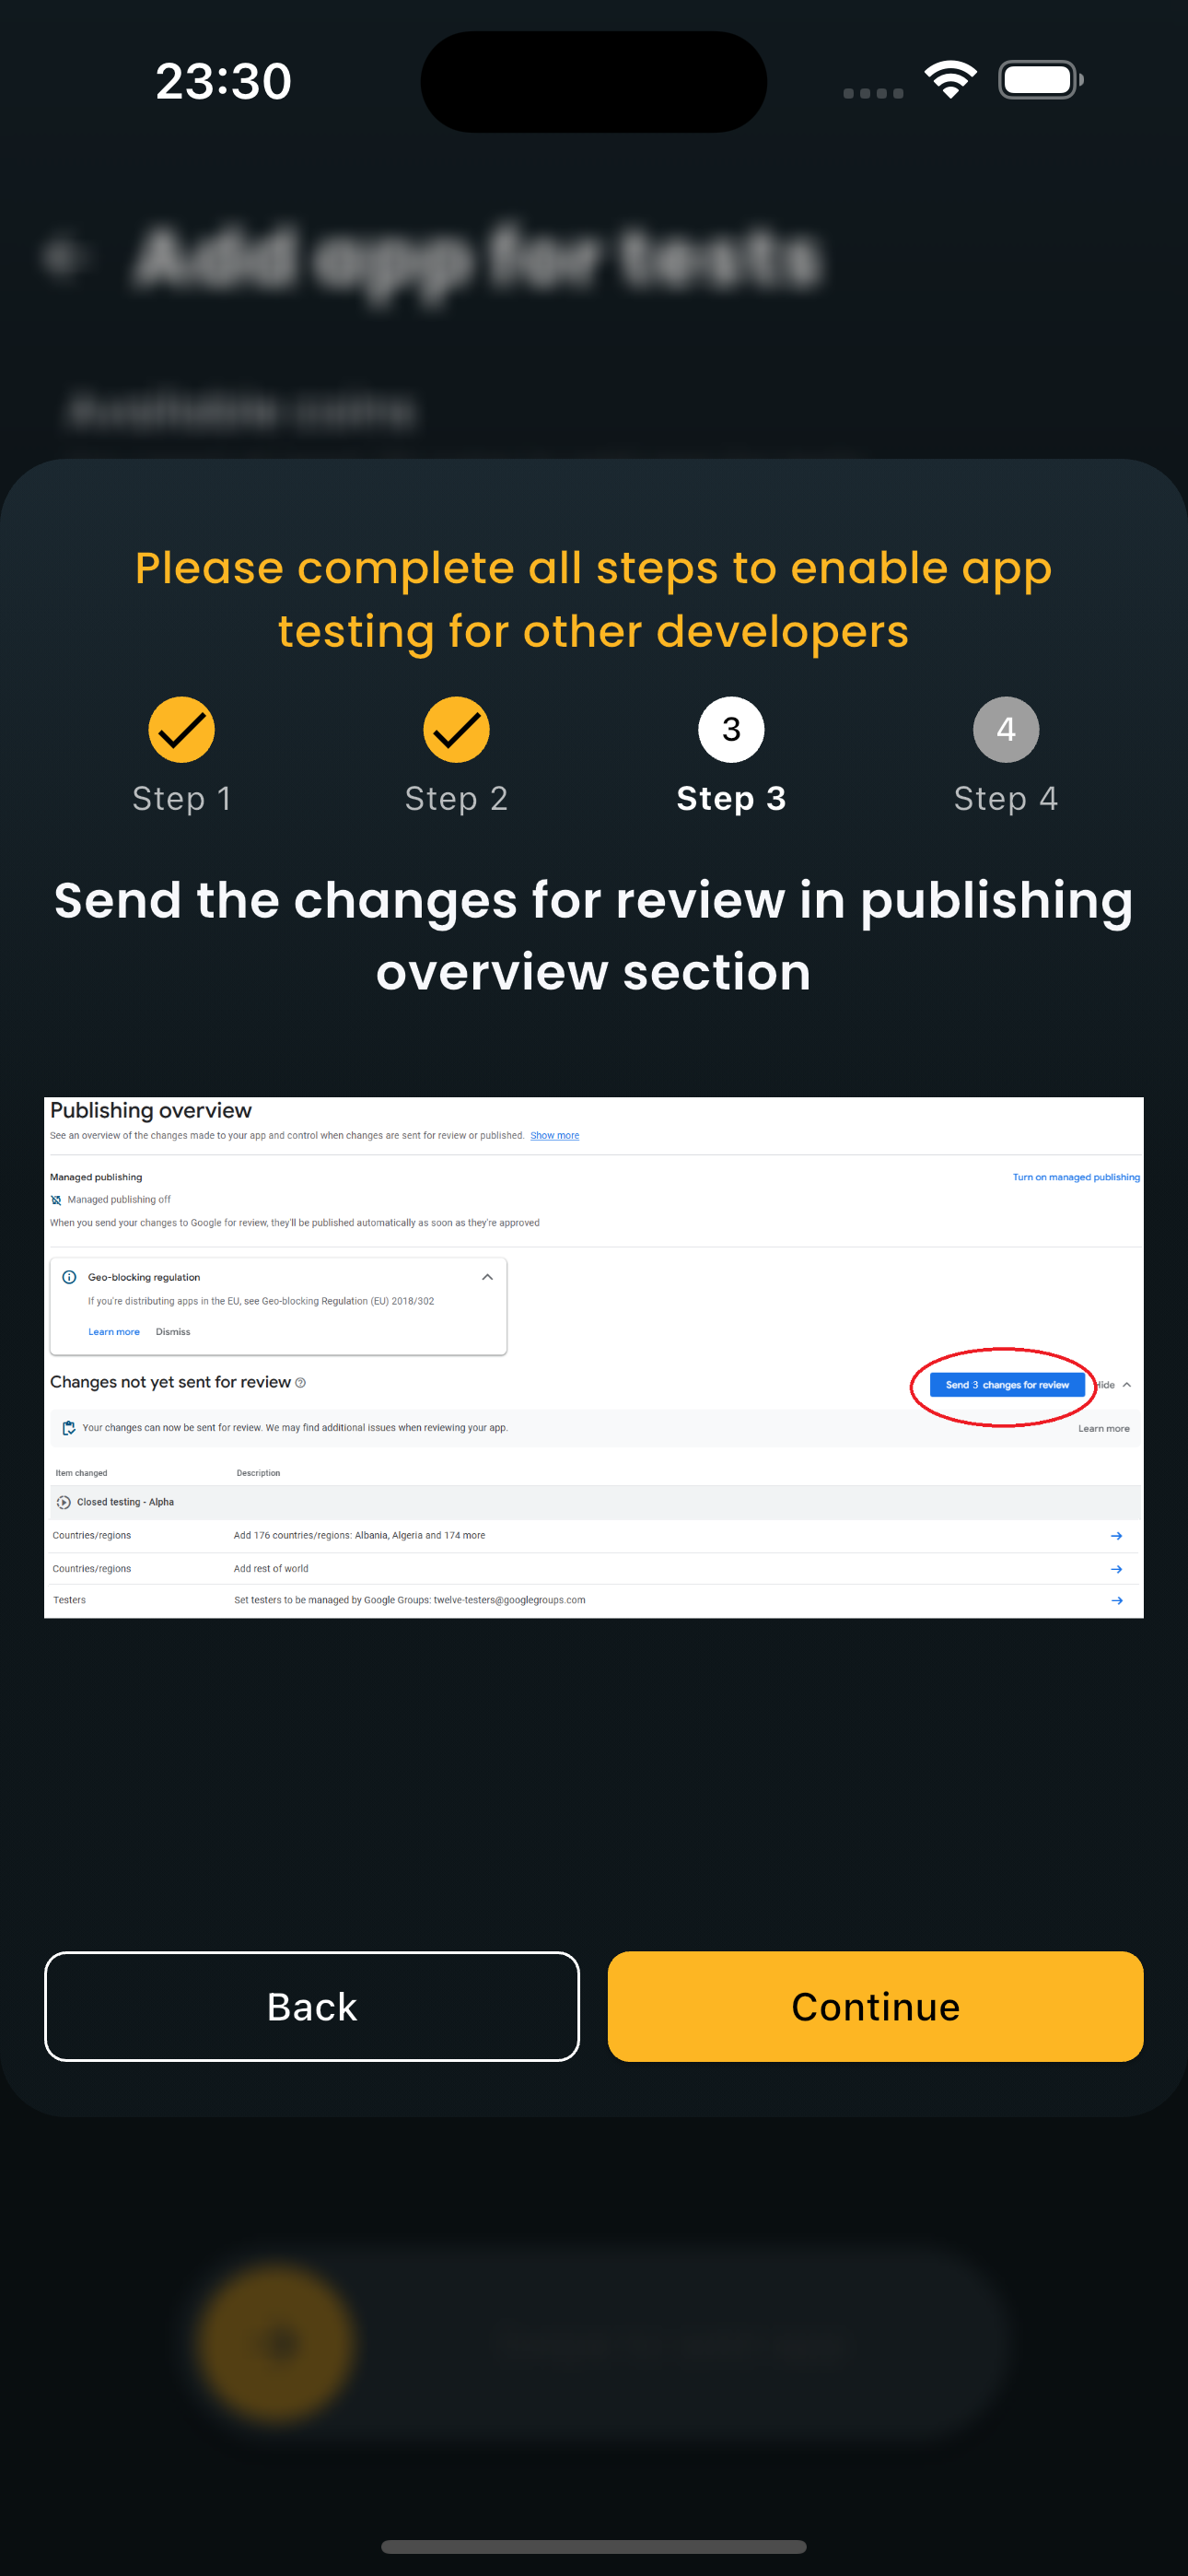 23:30
Add app for tests
Available coins
Please complete all steps to enable app
testing for other developers
3
4
Step 1
Step 2
Step 3
Step 4
Send the changes for review in publishing
overview section
Publishing overview
See an overview of the changes made to your app and control when changes are sent for review or published. Show more
Managed publishing
Turn on managed publishing
Managed publishing off
When you send your changes to Google for review, they'll be published automatically as soon as they're approved
Geo-blocking regulation
If you're distributing apps in the EU, see Geo-blocking Regulation (EU) 2018/302
Learn more Dismiss
Changes not yet sent for review
Send 3 changes for review
Hide
Your changes can now be sent for review. We may find additional issues when reviewing your app.
Learn more
Item changed Description
Closed testing - Alpha
Countries/regions Add 176 countries/regions: Albania, Algeria and 174 more
Countries/regions Add rest of world
Testers Set testers to be managed by Google Groups: twelve-testers@googlegroups.com
Back
Continue